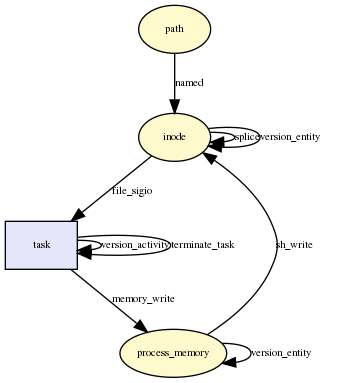 path
named
inode
splice
version_entity
file_sigio
task
version_activity
terminate_task
sh_write
memory_write
process_memory
version_entity